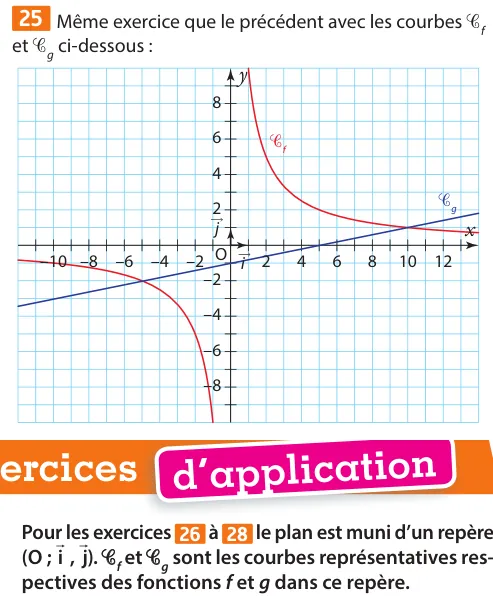 25 Même exercice que le précédent avec les courbes 𝒞f
et 𝒞g ci-dessous :
y
8
𝒞f
6
4
𝒞g
2
j
x
O
-10 -8 -6 -4 -2 i 2 4 6 8 10 12
-4
-6
-8
ercices d'application
Pour les exercices 26 à 28 le plan est muni d'un repère
(O ; i , j). 𝒞f et 𝒞g sont les courbes représentatives res-
pectives des fonctions f et g dans ce repère.